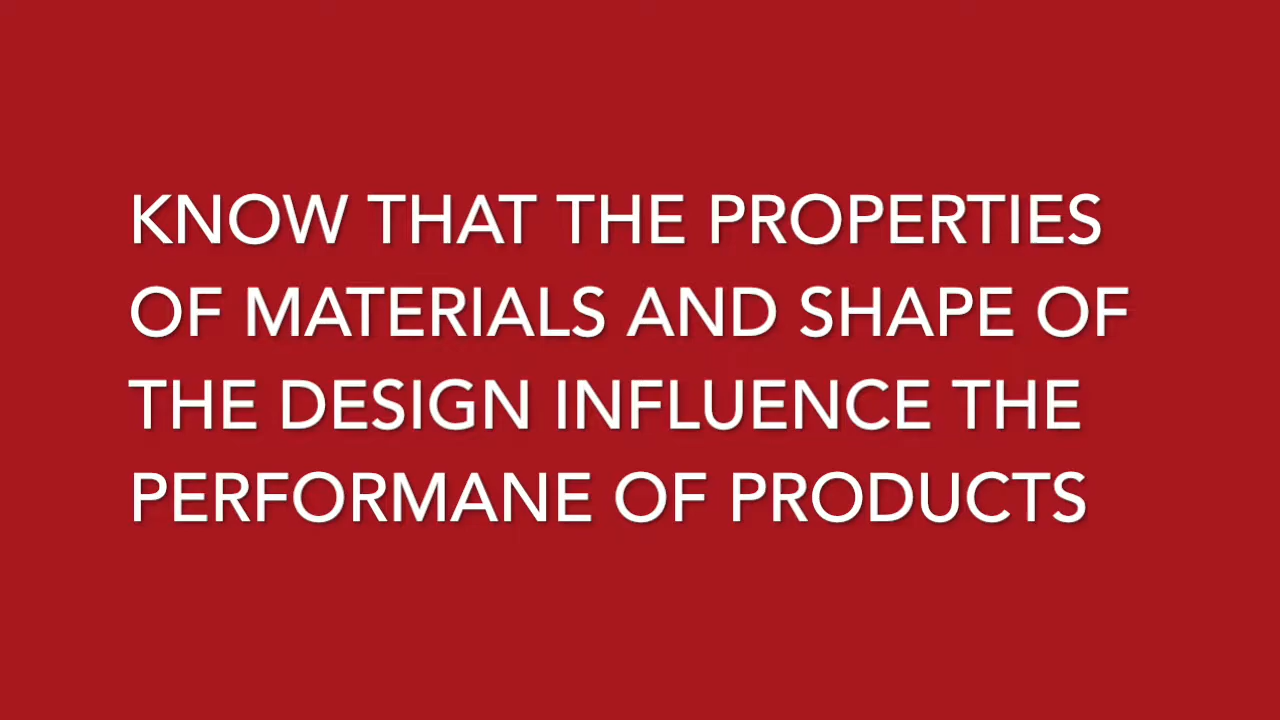 KNOW THAT THE PROPERTIES
OF MATERIALS AND SHAPE OF
THE DESIGN INFLUENCE THE
PERFORMANE OF PRODUCTS